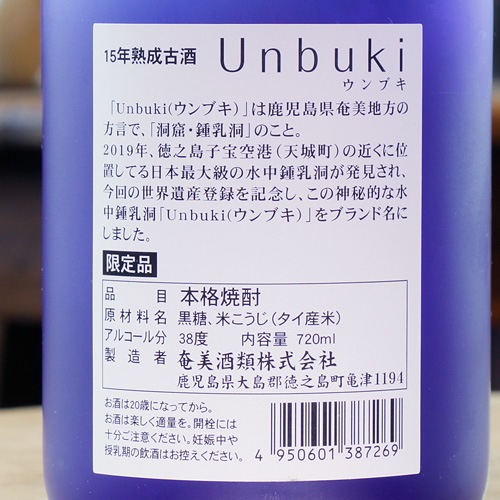 15年熟成古酒 Unbuki
ウンブキ
「Unbuki(ウンブキ)」は鹿児島県奄美地方の
方言で、「洞窟・鍾乳洞」のこと。
2019年、徳之島子宝空港(天城町)の近くに位
置してる日本最大級の水中鍾乳洞が発見され、
今回の世界遺産登録を記念し、この神秘的な水
中鍾乳洞「Unbuki(ウンブキ)」をブランド名に
しました。
限定品
品目 本格焼酎
原材料名 黒糖、米こうじ(タイ産米)
アルコール分 38度 内容量 720ml
製造者 奄美酒類株式会社
鹿児島県大島郡徳之島町亀津1194
お酒は20歳になってから。
お酒は楽しく適量を。開栓には
十分ご注意ください。妊娠中や
授乳期の飲酒はお控えください。
4 950601 387269